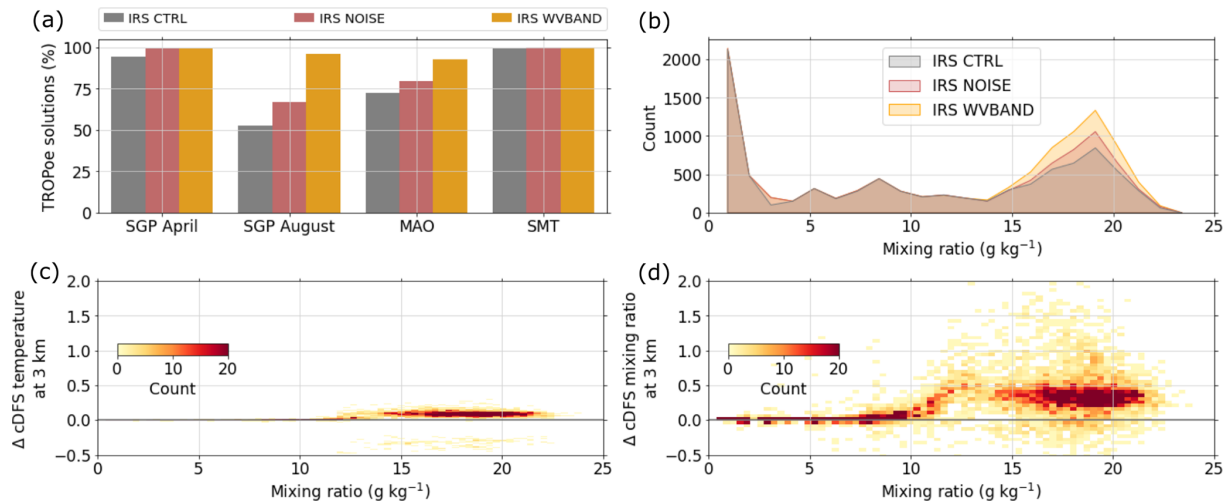 (a)
IRS CTRL IRS NOISE IRS WVBAND
TROPoe solutions (%)
100
75
50
25
0
SGP April SGP August MAO SMT
(b)
IRS CTRL
IRS NOISE
IRS WVBAND
Count
2000
1500
1000
500
0
0 5 10 15 20 25
Mixing ratio (g kg⁻¹)
(c)
Δ cDFS temperature
at 3 km
2.0
1.5
1.0
0.5
0.0
−0.5
0 10 20
Count
0 5 10 15 20 25
Mixing ratio (g kg⁻¹)
(d)
Δ cDFS mixing ratio
at 3 km
2.0
1.5
1.0
0.5
0.0
−0.5
0 10 20
Count
0 5 10 15 20 25
Mixing ratio (g kg⁻¹)